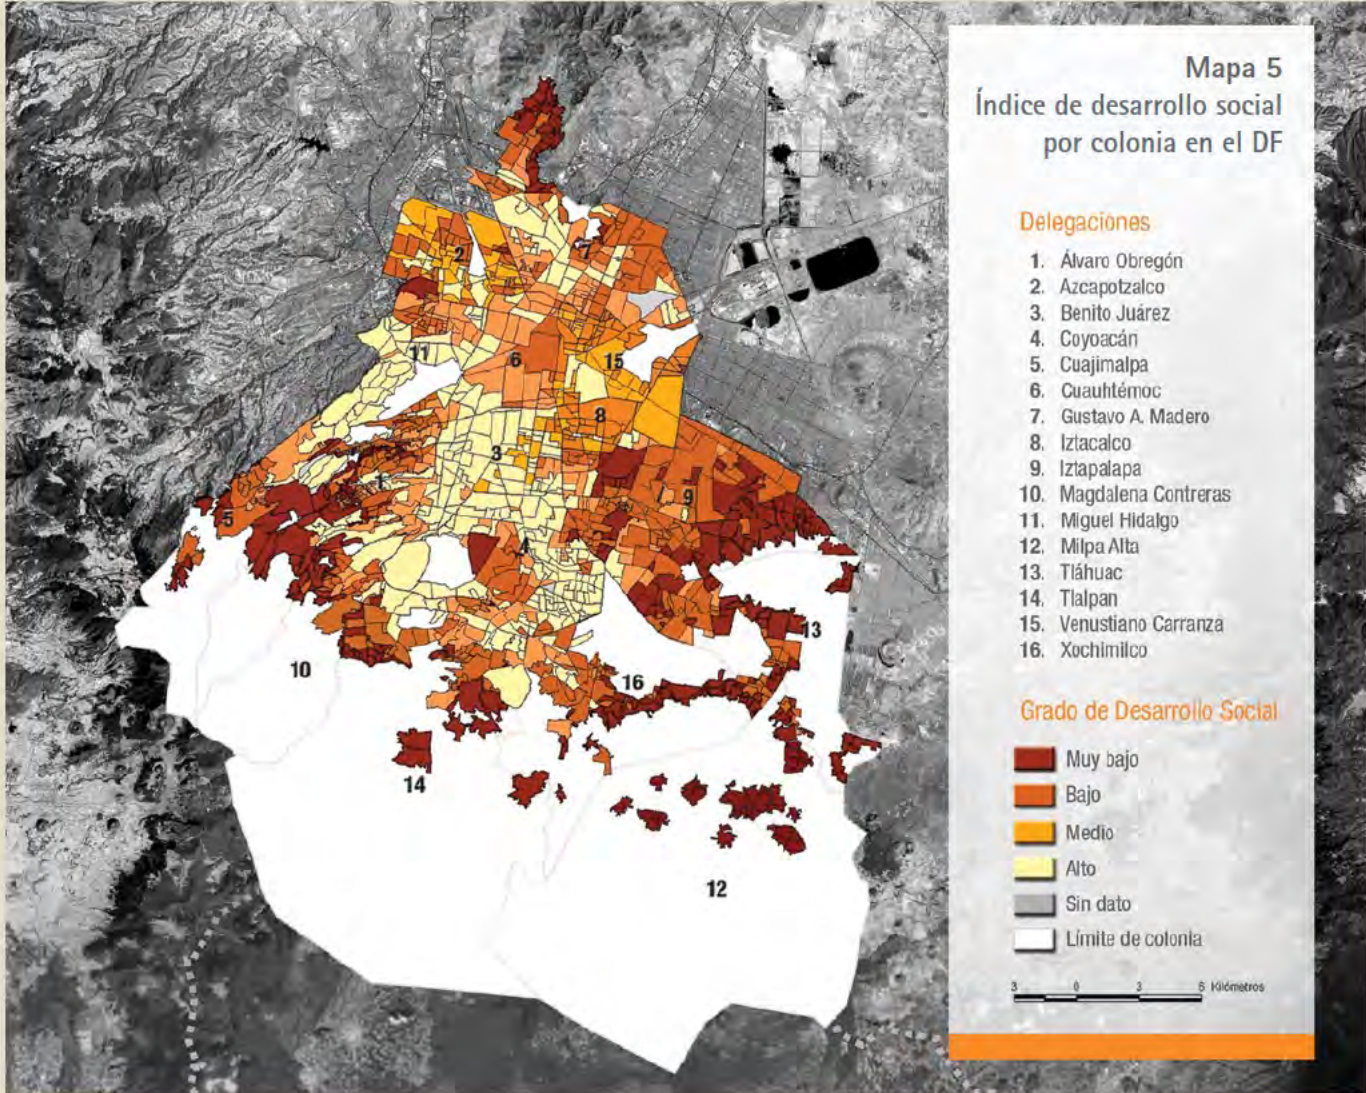 Mapa 5
Índice de desarrollo social
por colonia en el DF
Delegaciones
1. Álvaro Obregón
2. Azcapotzalco
3. Benito Juárez
4. Coyoacán
5. Cuajimalpa
6. Cuauhtémoc
7. Gustavo A. Madero
8. Iztacalco
9. Iztapalapa
10. Magdalena Contreras
11. Miguel Hidalgo
12. Milpa Alta
13. Tláhuac
14. Tlalpan
15. Venustiano Carranza
16. Xochimilco
Grado de Desarrollo Social
Muy bajo
Bajo
Medio
Alto
Sin dato
Límite de colonia
3 0 3 6 Kilómetros
7
2
11
6
15
8
3
1
9
5
4
13
10
16
14
12